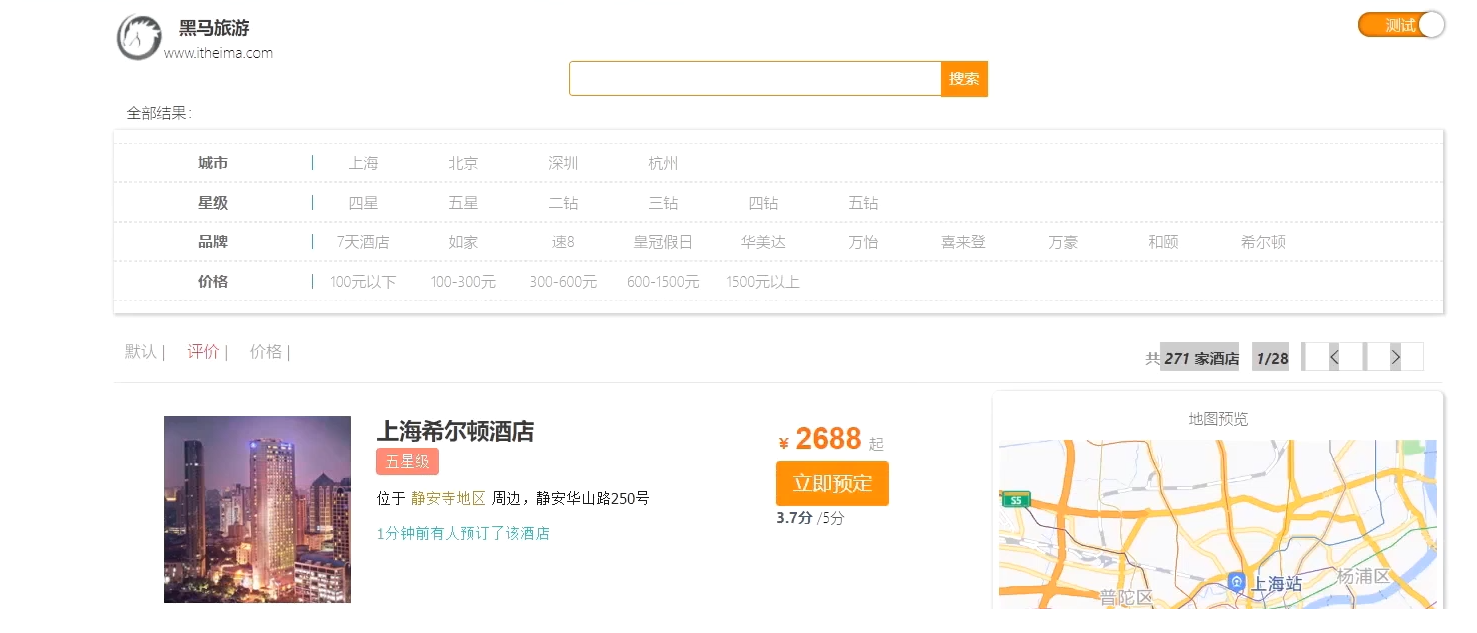 黑马旅游
www.itheima.com
测试
搜索
全部结果:
城市 | 上海 北京 深圳 杭州
星级 | 四星 五星 二钻 三钻 四钻 五钻
品牌 | 7天酒店 如家 速8 皇冠假日 华美达 万怡 喜来登 万豪 和颐 希尔顿
价格 | 100元以下 100-300元 300-600元 600-1500元 1500元以上
默认 | 评价 | 价格 | 共 271 家酒店 1/28 < >
上海希尔顿酒店
五星级
位于 静安寺地区 周边，静安华山路250号
1分钟前有人预订了该酒店
¥ 2688 起
立即预定
3.7分 /5分
地图预览
S5
上海站
杨浦区
普陀区